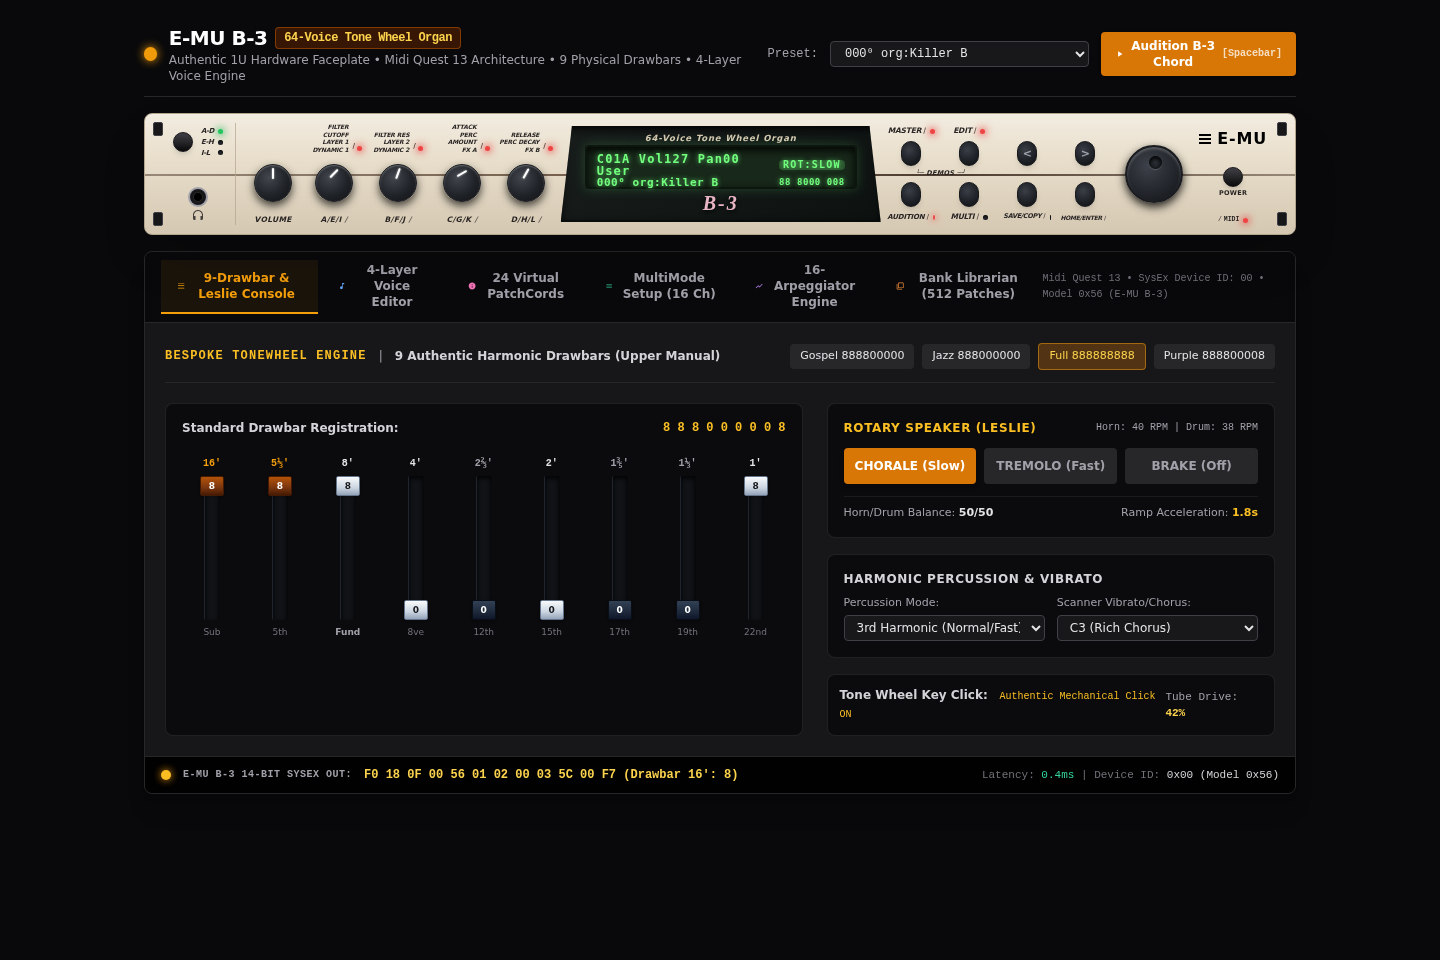 E-MU B-3 64-Voice Tone Wheel Organ
Authentic 1U Hardware Faceplate • Midi Quest 13 Architecture • 9 Physical Drawbars • 4-Layer
Voice Engine
Preset: 000⁰ org:Killer B
Audition B-3
Chord
[Spacebar]
A-D
E-H
I-L
FILTER
CUTOFF
LAYER 1
DYNAMIC 1 /
FILTER RES
LAYER 2
DYNAMIC 2 /
ATTACK
PERC
AMOUNT
FX A /
RELEASE
PERC DECAY
FX B /
VOLUME
A/E/I /
B/F/J /
C/G/K /
D/H/L /
64-Voice Tone Wheel Organ
C01A Vol127 Pan00
User
ROT:SLOW
000⁰ org:Killer B
88 8000 008
B-3
MASTER /
EDIT /
<
>
DEMOS
AUDITION /
MULTI /
SAVE/COPY /
HOME/ENTER /
E-MU
POWER
/ MIDI
9-Drawbar &
Leslie Console
4-Layer
Voice
Editor
24 Virtual
PatchCords
MultiMode
Setup (16 Ch)
16-
Arpeggiator
Engine
Bank Librarian
(512 Patches)
Midi Quest 13 • SysEx Device ID: 00 •
Model 0x56 (E-MU B-3)
BESPOKE TONEWHEEL ENGINE | 9 Authentic Harmonic Drawbars (Upper Manual)
Gospel 888800000
Jazz 888000000
Full 888888888
Purple 888800008
Standard Drawbar Registration:
8 8 8 0 0 0 0 0 8
16' 5⅓' 8' 4' 2⅔' 2' 1⅗' 1⅓' 1'
8 8 8 8
0 0 0 0 0
Sub 5th Fund 8ve 12th 15th 17th 19th 22nd
ROTARY SPEAKER (LESLIE)
Horn: 40 RPM | Drum: 38 RPM
CHORALE (Slow)
TREMOLO (Fast)
BRAKE (Off)
Horn/Drum Balance: 50/50
Ramp Acceleration: 1.8s
HARMONIC PERCUSSION & VIBRATO
Percussion Mode:
Scanner Vibrato/Chorus:
3rd Harmonic (Normal/Fast)
C3 (Rich Chorus)
Tone Wheel Key Click: Authentic Mechanical Click
ON
Tube Drive:
42%
E-MU B-3 14-BIT SYSEX OUT: F0 18 0F 00 56 01 02 00 03 5C 00 F7 (Drawbar 16': 8)
Latency: 0.4ms | Device ID: 0x00 (Model 0x56)